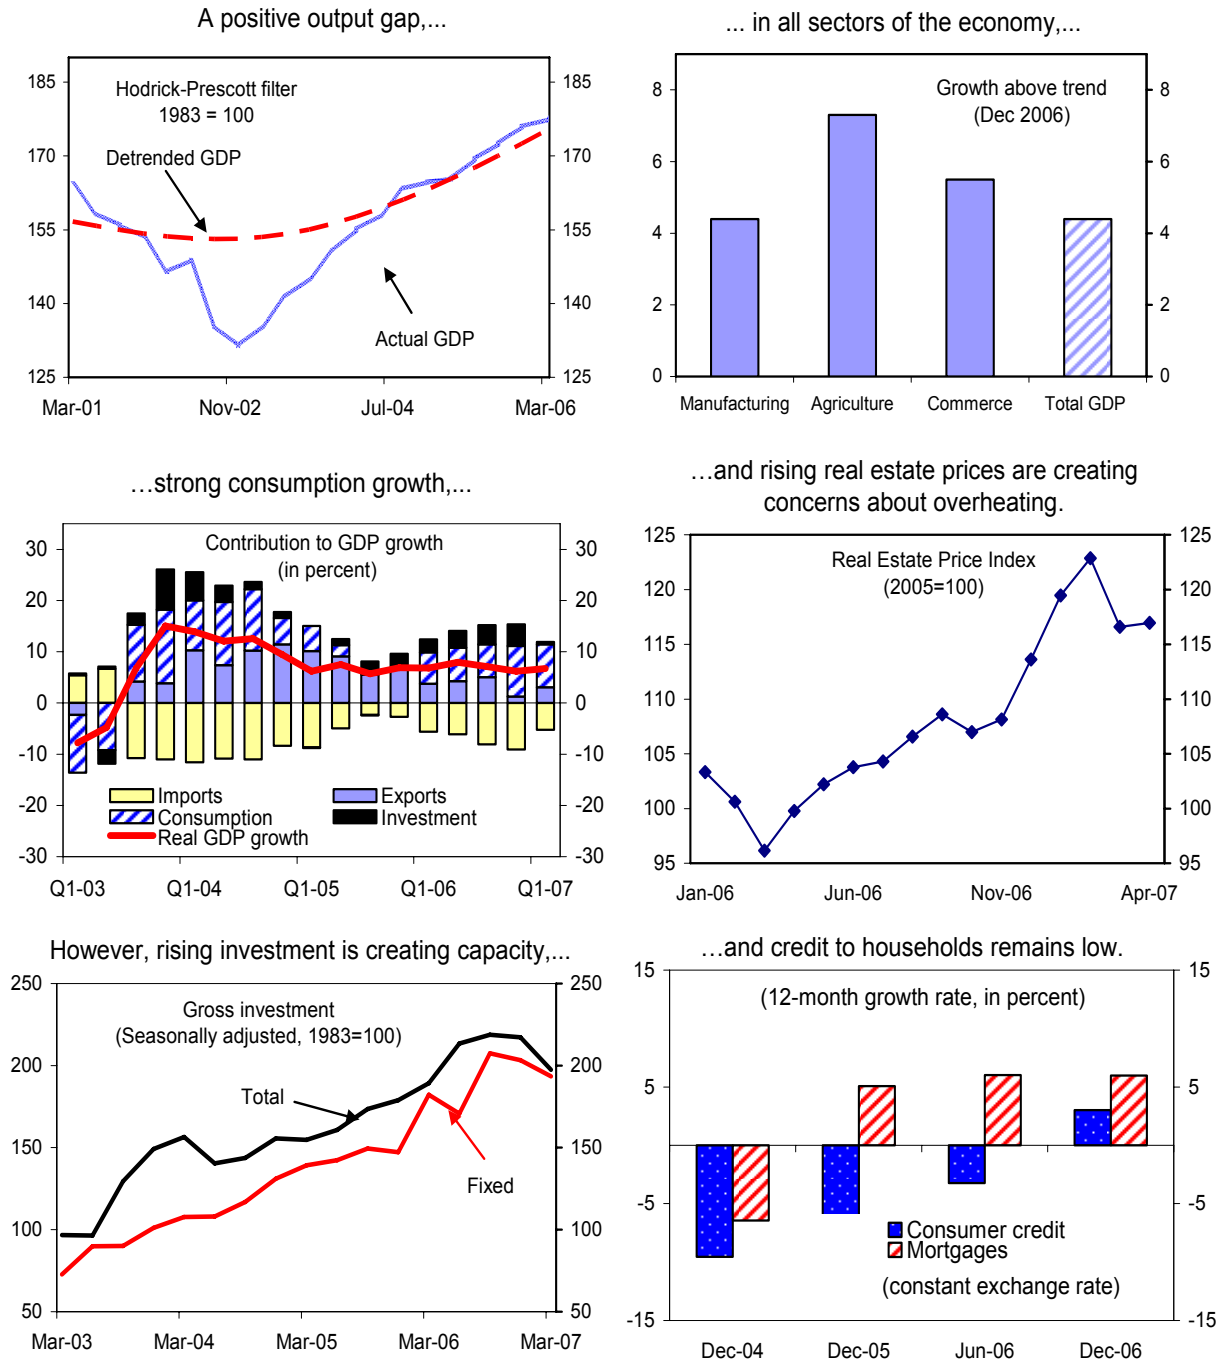 A positive output gap,...
185
170
155
140
125
Hodrick-Prescott filter
1983 = 100
Detrended GDP
Actual GDP
185
170
155
140
125
Mar-01 Nov-02 Jul-04 Mar-06
... in all sectors of the economy,...
8
6
4
2
0
Growth above trend
(Dec 2006)
8
6
4
2
0
Manufacturing Agriculture Commerce Total GDP
...strong consumption growth,...
30
20
10
0
-10
-20
-30
Contribution to GDP growth
(in percent)
Imports Exports
Consumption Investment
Real GDP growth
30
20
10
0
-10
-20
-30
Q1-03 Q1-04 Q1-05 Q1-06 Q1-07
...and rising real estate prices are creating
concerns about overheating.
125
120
115
110
105
100
95
Real Estate Price Index
(2005=100)
125
120
115
110
105
100
95
Jan-06 Jun-06 Nov-06 Apr-07
However, rising investment is creating capacity,...
250
200
150
100
50
Gross investment
(Seasonally adjusted, 1983=100)
Total
Fixed
250
200
150
100
50
Mar-03 Mar-04 Mar-05 Mar-06 Mar-07
...and credit to households remains low.
15
5
-5
-15
(12-month growth rate, in percent)
Consumer credit
Mortgages
(constant exchange rate)
15
5
-5
-15
Dec-04 Dec-05 Jun-06 Dec-06